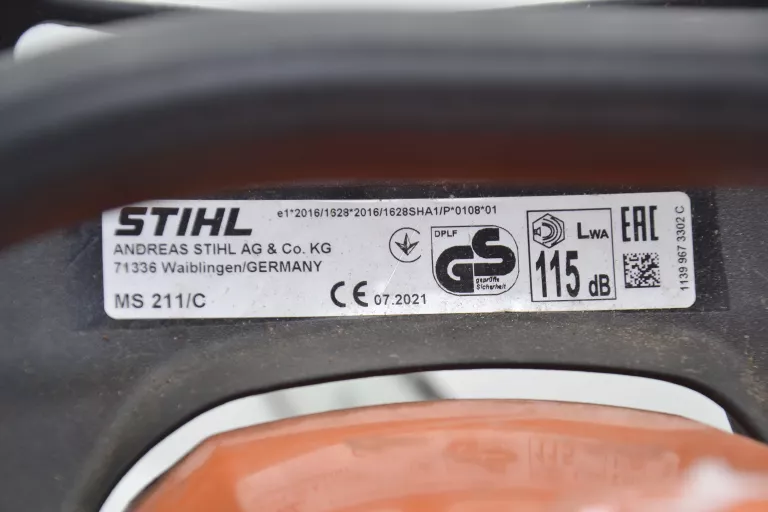 STIHL
e1*2016/1628*2016/1628SHA1/P*0108*01
ANDREAS STIHL AG & Co. KG
71336 Waiblingen/GERMANY
MS 211/C
CE 07.2021
DPLF
GS
geprüfte
Sicherheit
LWA
115 dB
EAC
1139 967 3302 C